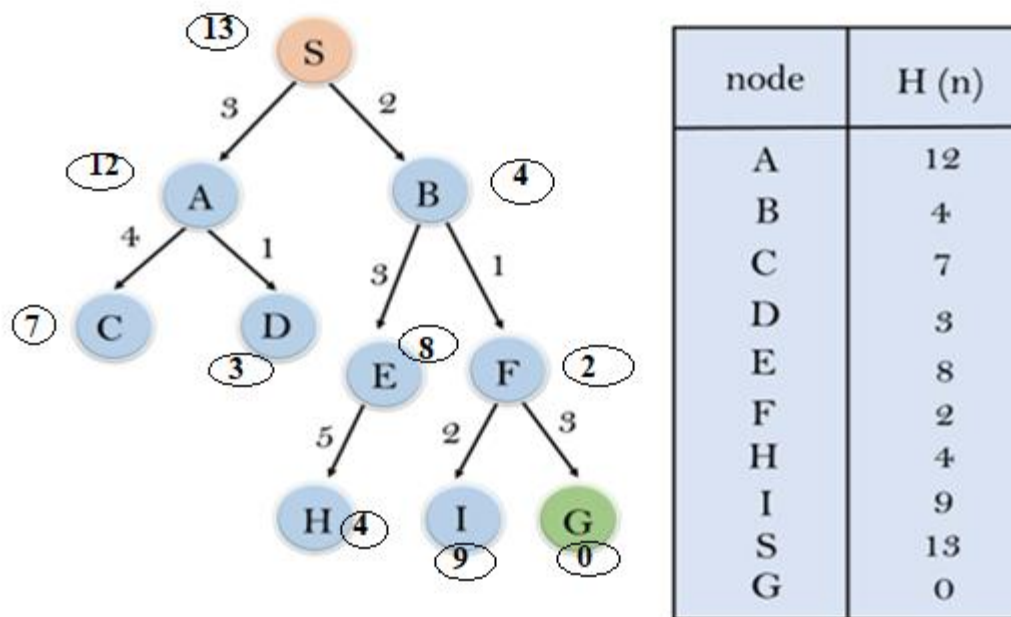 13
S
3 2
12 A B 4
4 1 3 1
7 C D 3
E 8 F 2
5 2 3
H 4 I 9 G 0
node H (n)
A 12
B 4
C 7
D 3
E 8
F 2
H 4
I 9
S 13
G 0